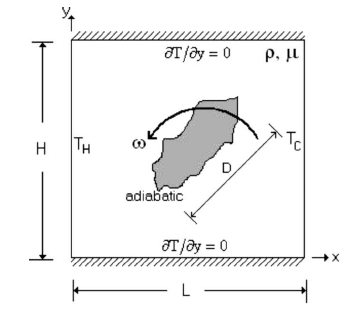 y
∂T/∂y = 0
ρ, μ
H
T_H
ω
T_C
D
adiabatic
∂T/∂y = 0
x
L